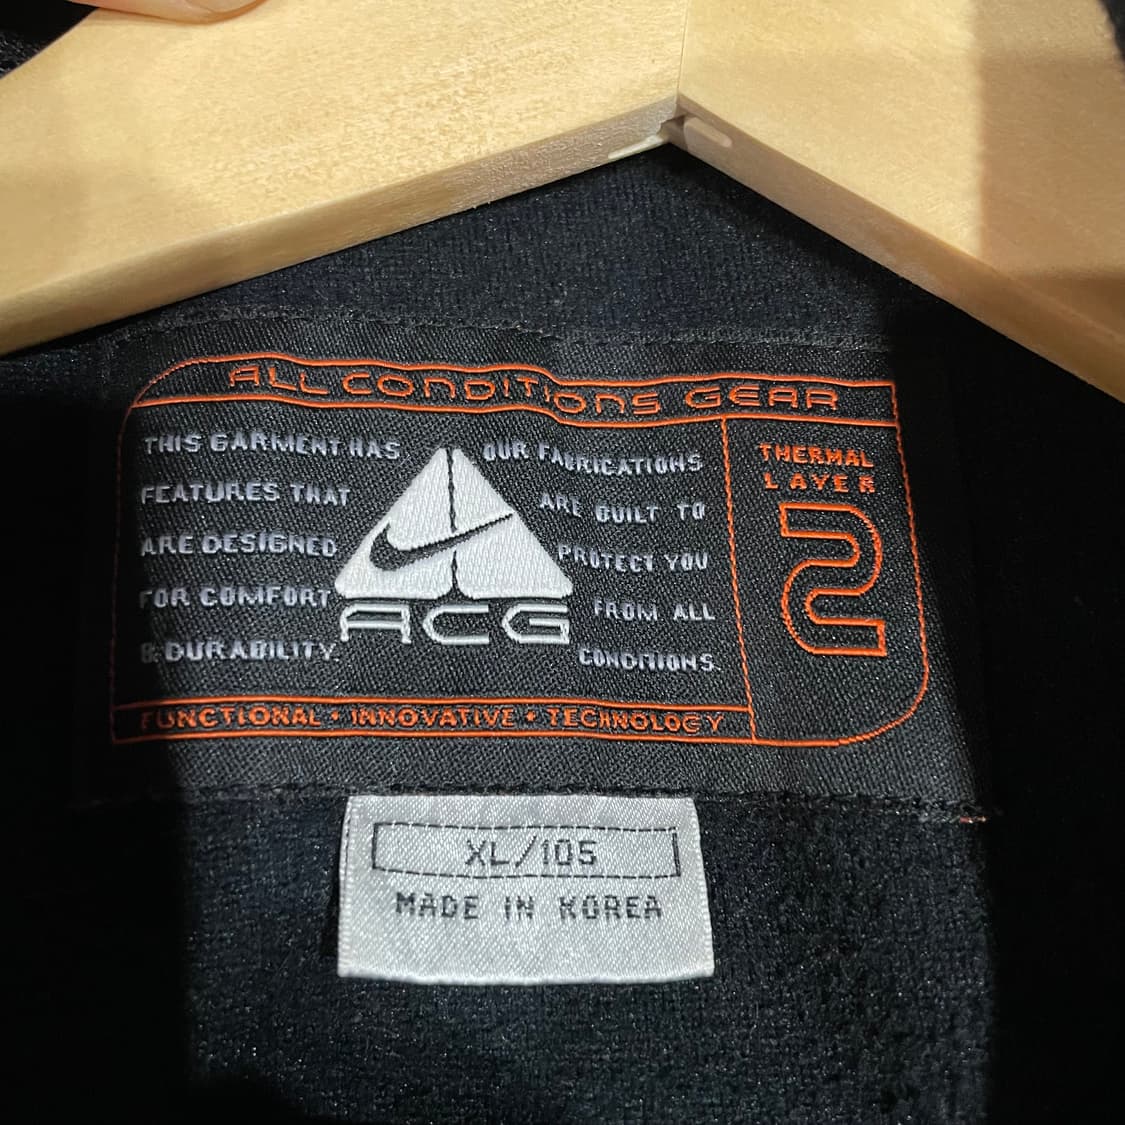 ALL CONDITIONS GEAR
THIS GARMENT HAS
FEATURES THAT
ARE DESIGNED
FOR COMFORT
& DURABILITY.
ACG
OUR FABRICATIONS
ARE BUILT TO
PROTECT YOU
FROM ALL
CONDITIONS.
THERMAL
LAYER
2
FUNCTIONAL • INNOVATIVE • TECHNOLOGY
XL/105
MADE IN KOREA